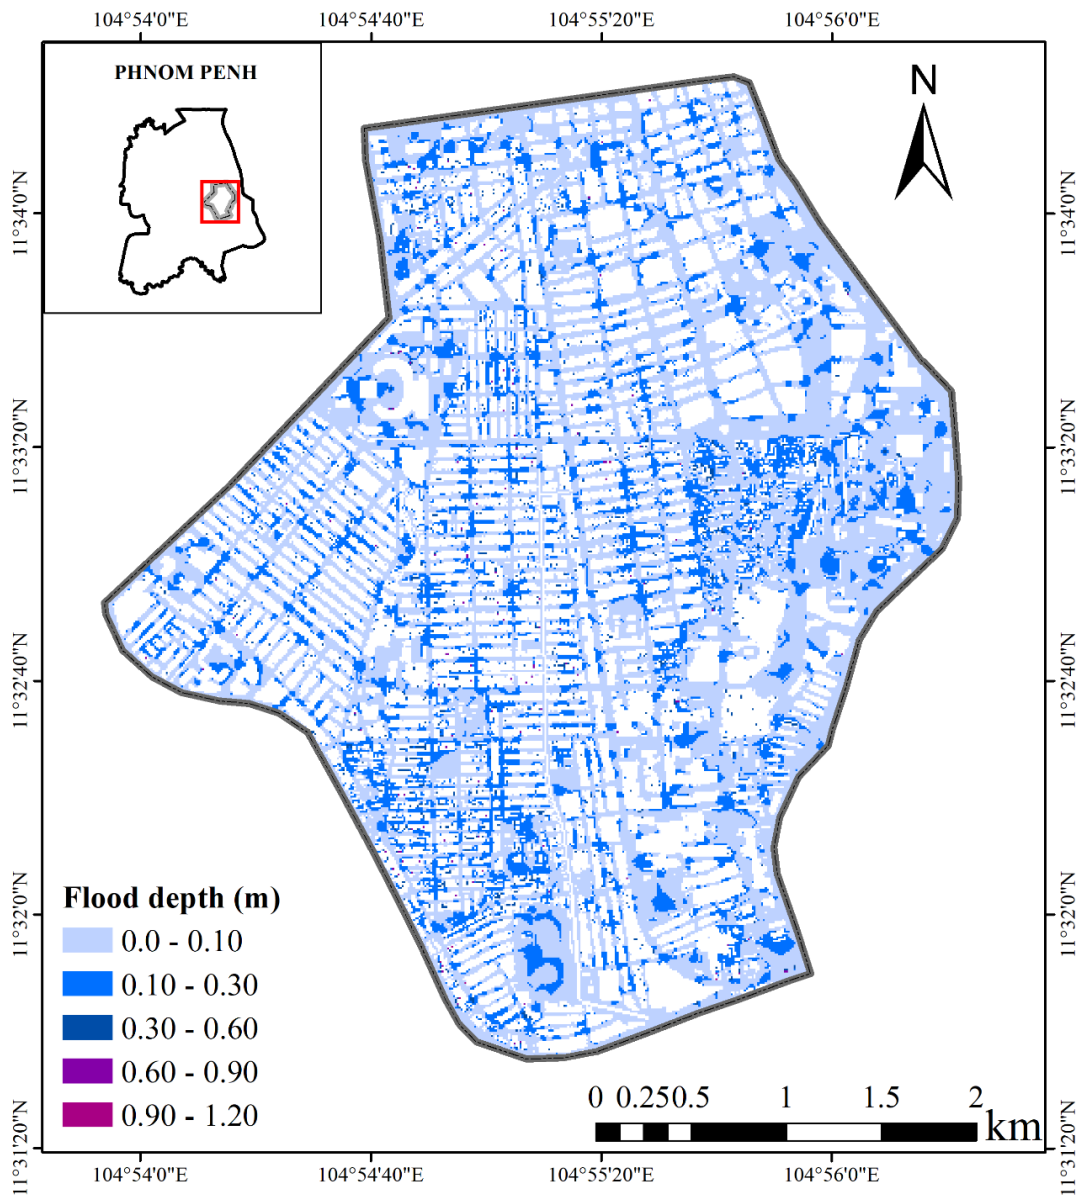 104°54'0"E 104°54'40"E 104°55'20"E 104°56'0"E
PHNOM PENH
N
11°34'0"N 11°34'0"N
11°33'20"N 11°33'20"N
11°32'40"N 11°32'40"N
11°32'0"N 11°32'0"N
11°31'20"N 11°31'20"N
Flood depth (m)
0.0 - 0.10
0.10 - 0.30
0.30 - 0.60
0.60 - 0.90
0.90 - 1.20
0 0.250.5 1 1.5 2
km
104°54'0"E 104°54'40"E 104°55'20"E 104°56'0"E